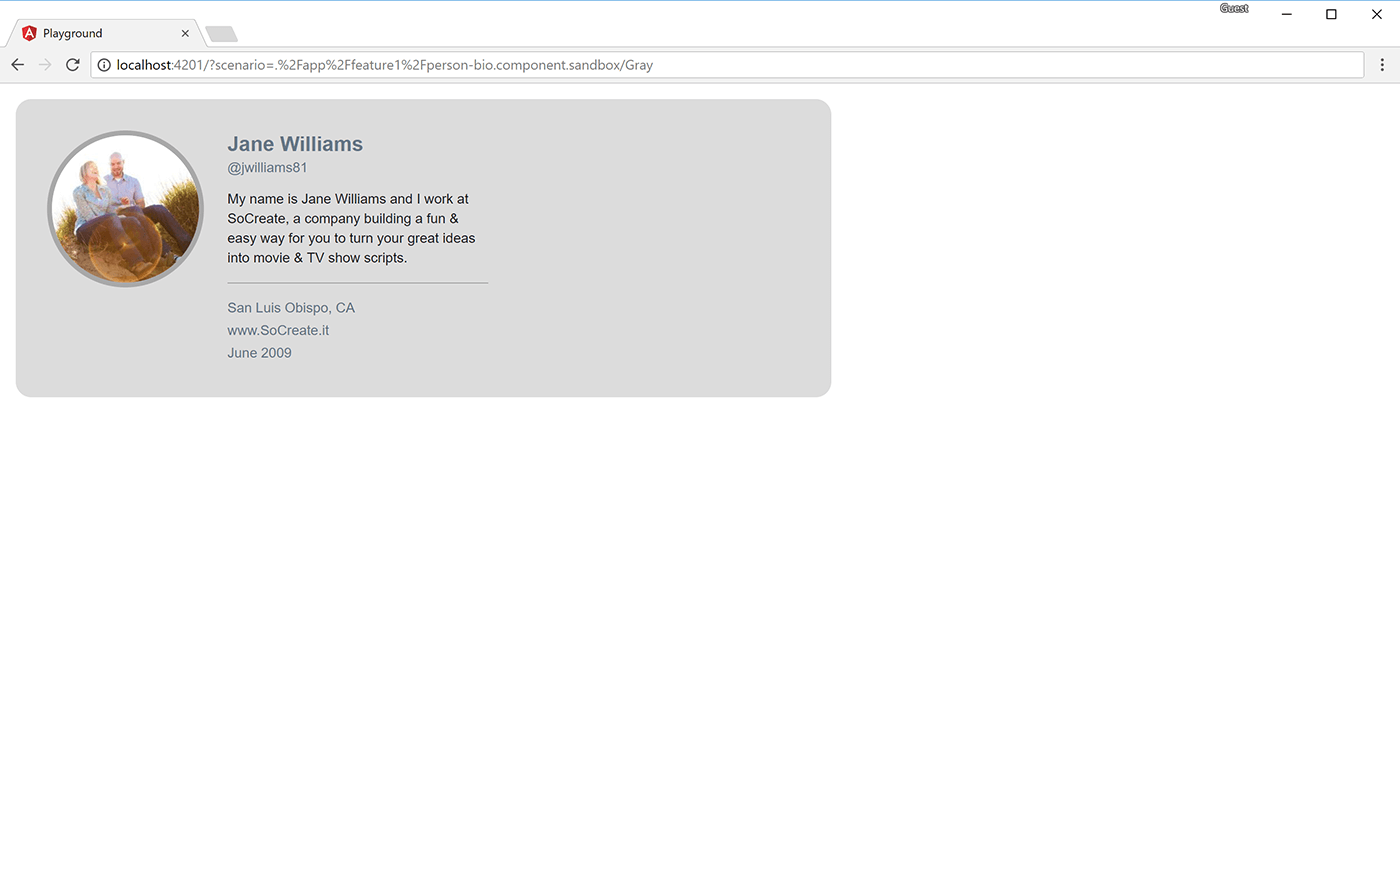 Guest
Playground
localhost:4201/?scenario=.%2Fapp%2Ffeature1%2Fperson-bio.component.sandbox/Gray
Jane Williams
@jwilliams81
My name is Jane Williams and I work at
SoCreate, a company building a fun &
easy way for you to turn your great ideas
into movie & TV show scripts.
San Luis Obispo, CA
www.SoCreate.it
June 2009